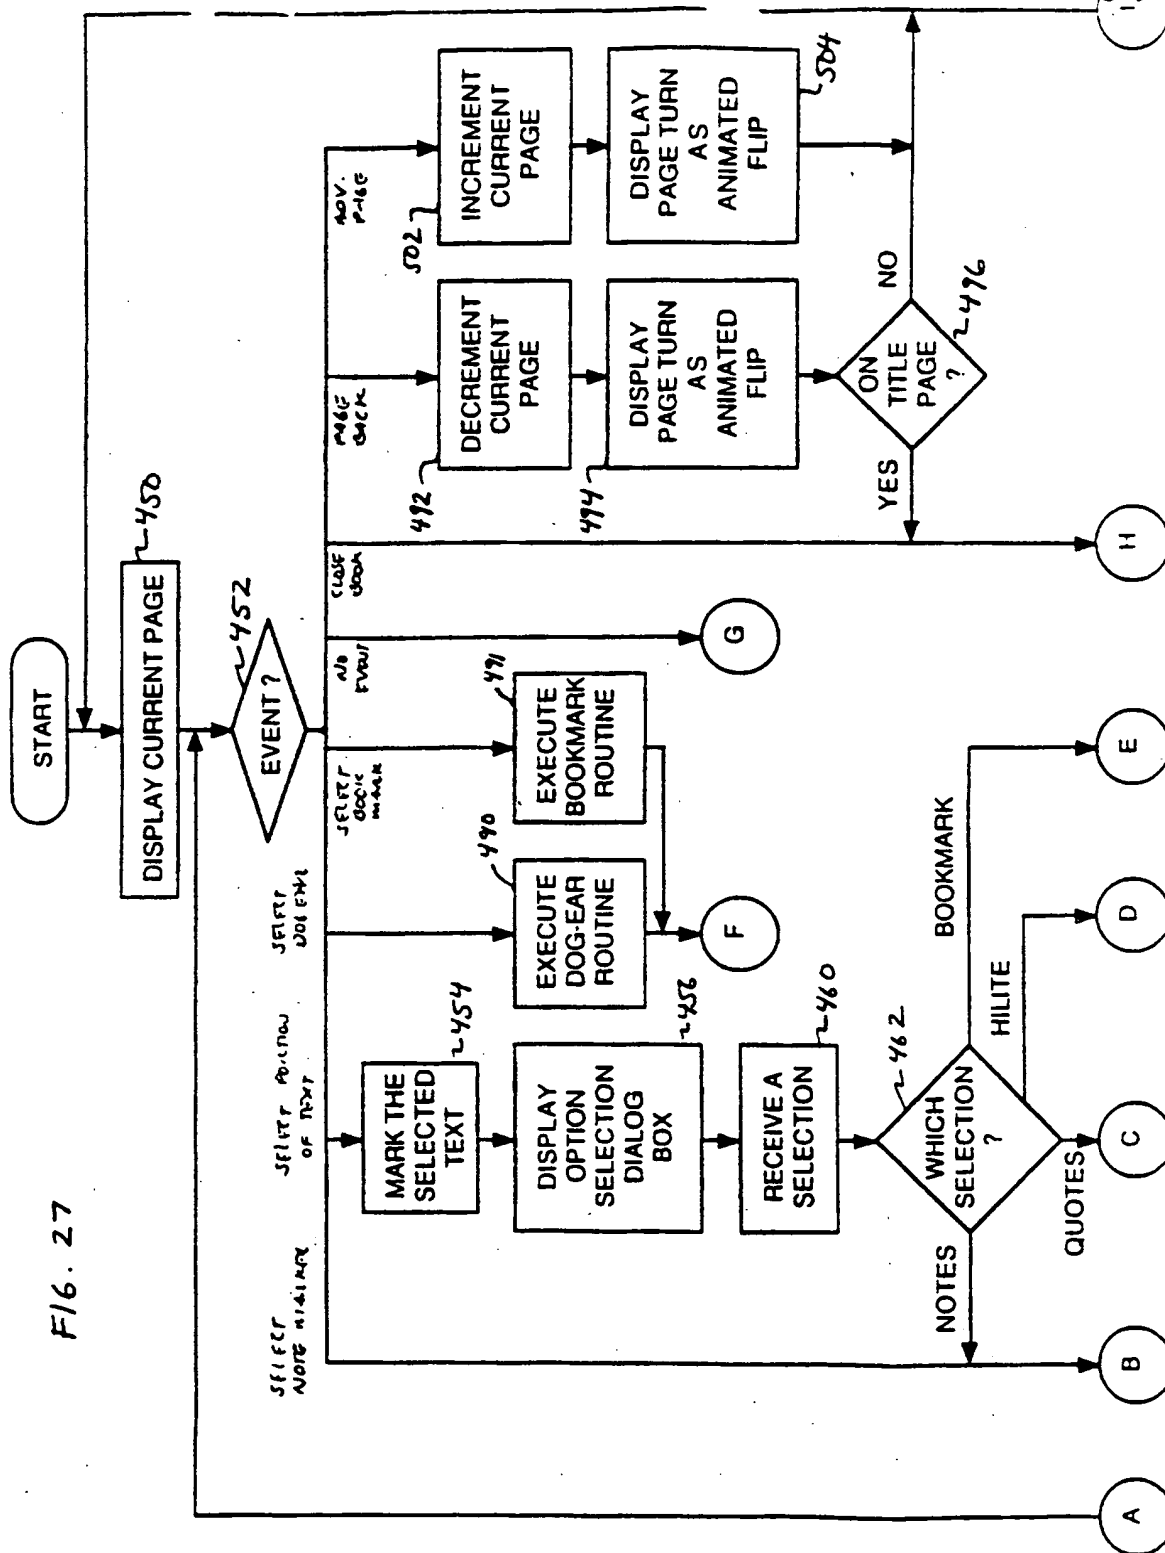 FIG. 27
START
DISPLAY CURRENT PAGE
450
EVENT?
452
SELECT
NOTE
SELECT PORTION
OF TEXT
SELECT
DOG EAR
SELECT
BOOK
MARK
NO
EVENT
CLOSE
BOOK
PAGE
BACK
ADV.
PAGE
MARK THE
SELECTED
TEXT
454
DISPLAY
OPTION
SELECTION
DIALOG
BOX
456
RECEIVE A
SELECTION
460
WHICH
SELECTION
?
462
NOTES
QUOTES
HILITE
BOOKMARK
EXECUTE
DOG-EAR
ROUTINE
490
EXECUTE
BOOKMARK
ROUTINE
491
DECREMENT
CURRENT
PAGE
492
DISPLAY
PAGE TURN
AS
ANIMATED
FLIP
494
ON
TITLE
PAGE
?
496
YES
NO
INCREMENT
CURRENT
PAGE
502
DISPLAY
PAGE TURN
AS
ANIMATED
FLIP
504
A
B
C
D
E
F
G
H
I